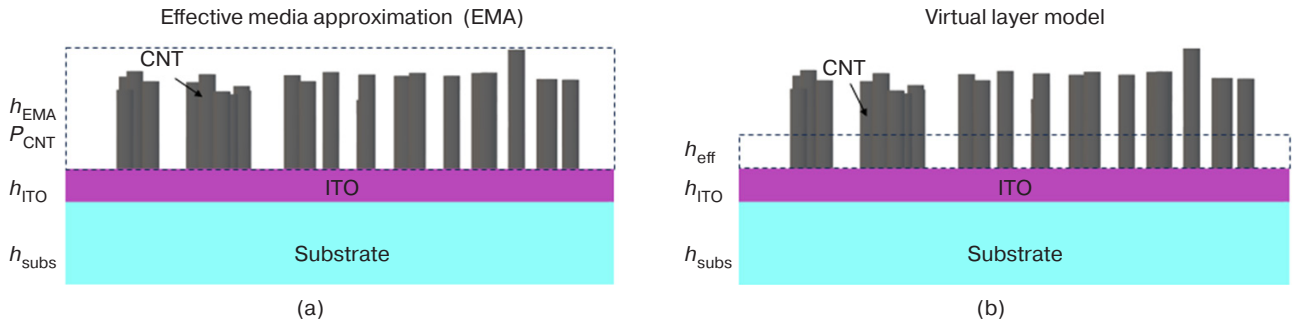 Effective media approximation (EMA)
CNT
h_EMA
P_CNT
h_ITO
ITO
h_subs
Substrate
(a)
Virtual layer model
CNT
h_eff
h_ITO
ITO
h_subs
Substrate
(b)